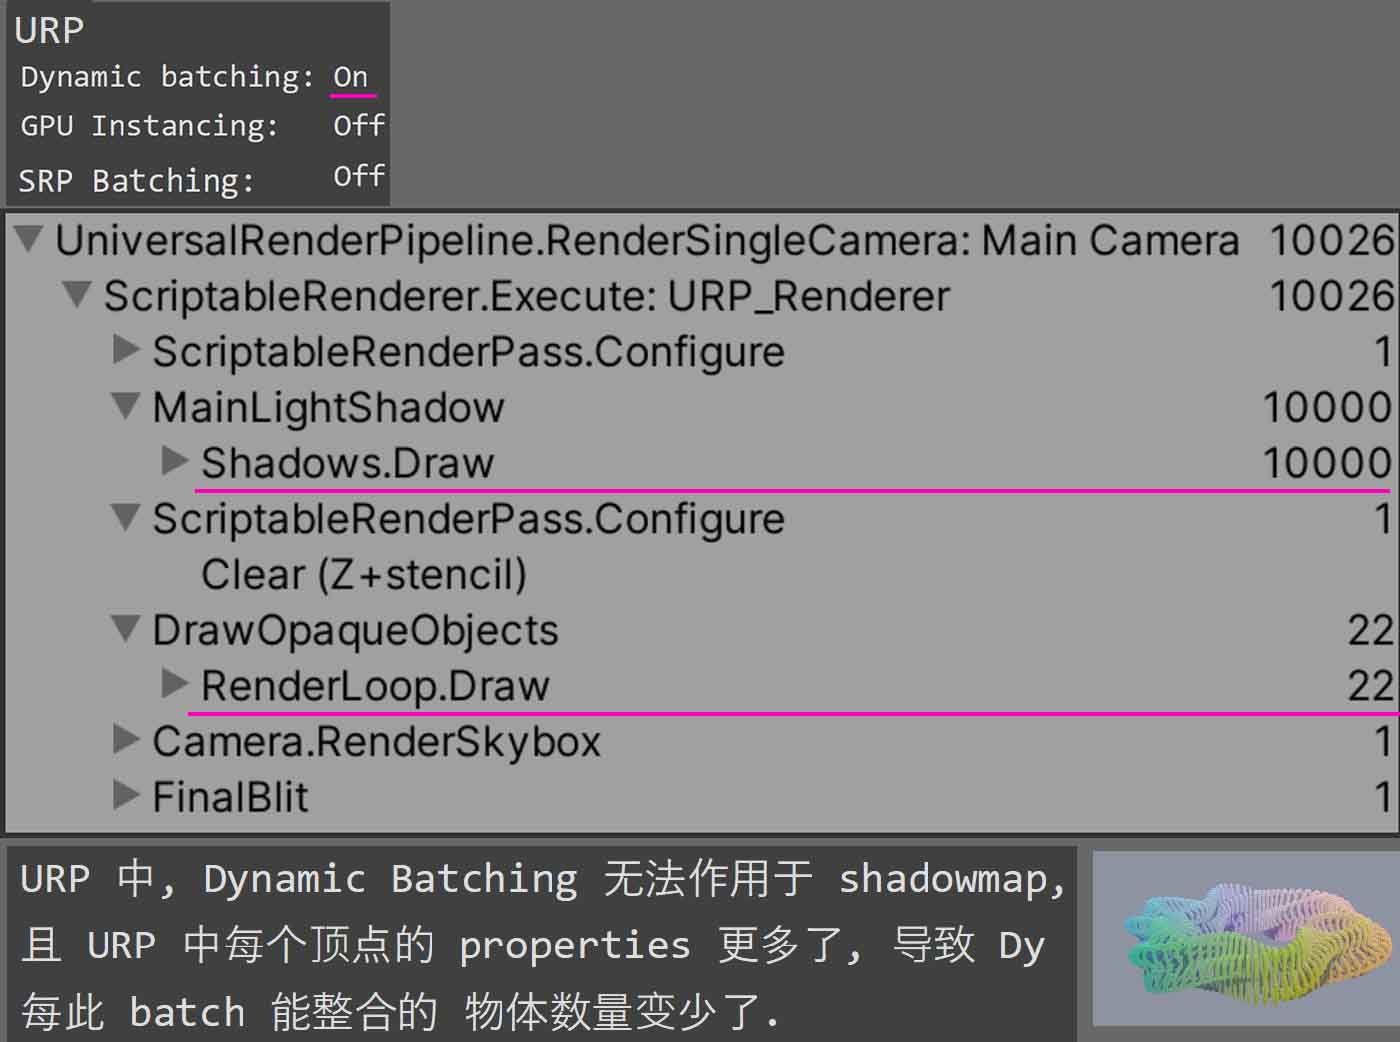 URP
Dynamic batching: On
GPU Instancing: Off
SRP Batching: Off
UniversalRenderPipeline.RenderSingleCamera: Main Camera 10026
ScriptableRenderer.Execute: URP_Renderer 10026
ScriptableRenderPass.Configure 1
MainLightShadow 10000
Shadows.Draw 10000
ScriptableRenderPass.Configure 1
Clear (Z+stencil)
DrawOpaqueObjects 22
RenderLoop.Draw 22
Camera.RenderSkybox 1
FinalBlit 1
URP 中, Dynamic Batching 无法作用于 shadowmap,
且 URP 中每个顶点的 properties 更多了, 导致 Dy
每此 batch 能整合的 物体数量变少了.